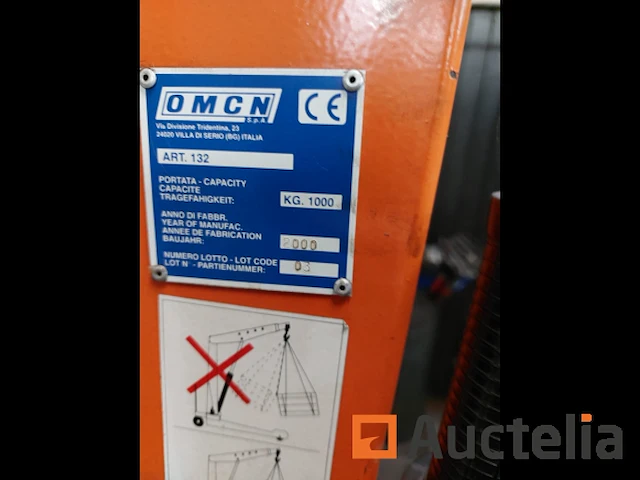 OMCN
S.p.A.
CE
Via Divisione Tridentina, 23
24020 VILLA DI SERIO (BG) ITALIA
ART. 132
PORTATA - CAPACITY
CAPACITE
TRAGEFAHIGKEIT:
KG. 1000
ANNO DI FABBR.
YEAR OF MANUFAC.
ANNEE DE FABRICATION
BAUJAHR:
2000
NUMERO LOTTO - LOT CODE
LOT N° - PARTIENUMMER:
03
Auctelia